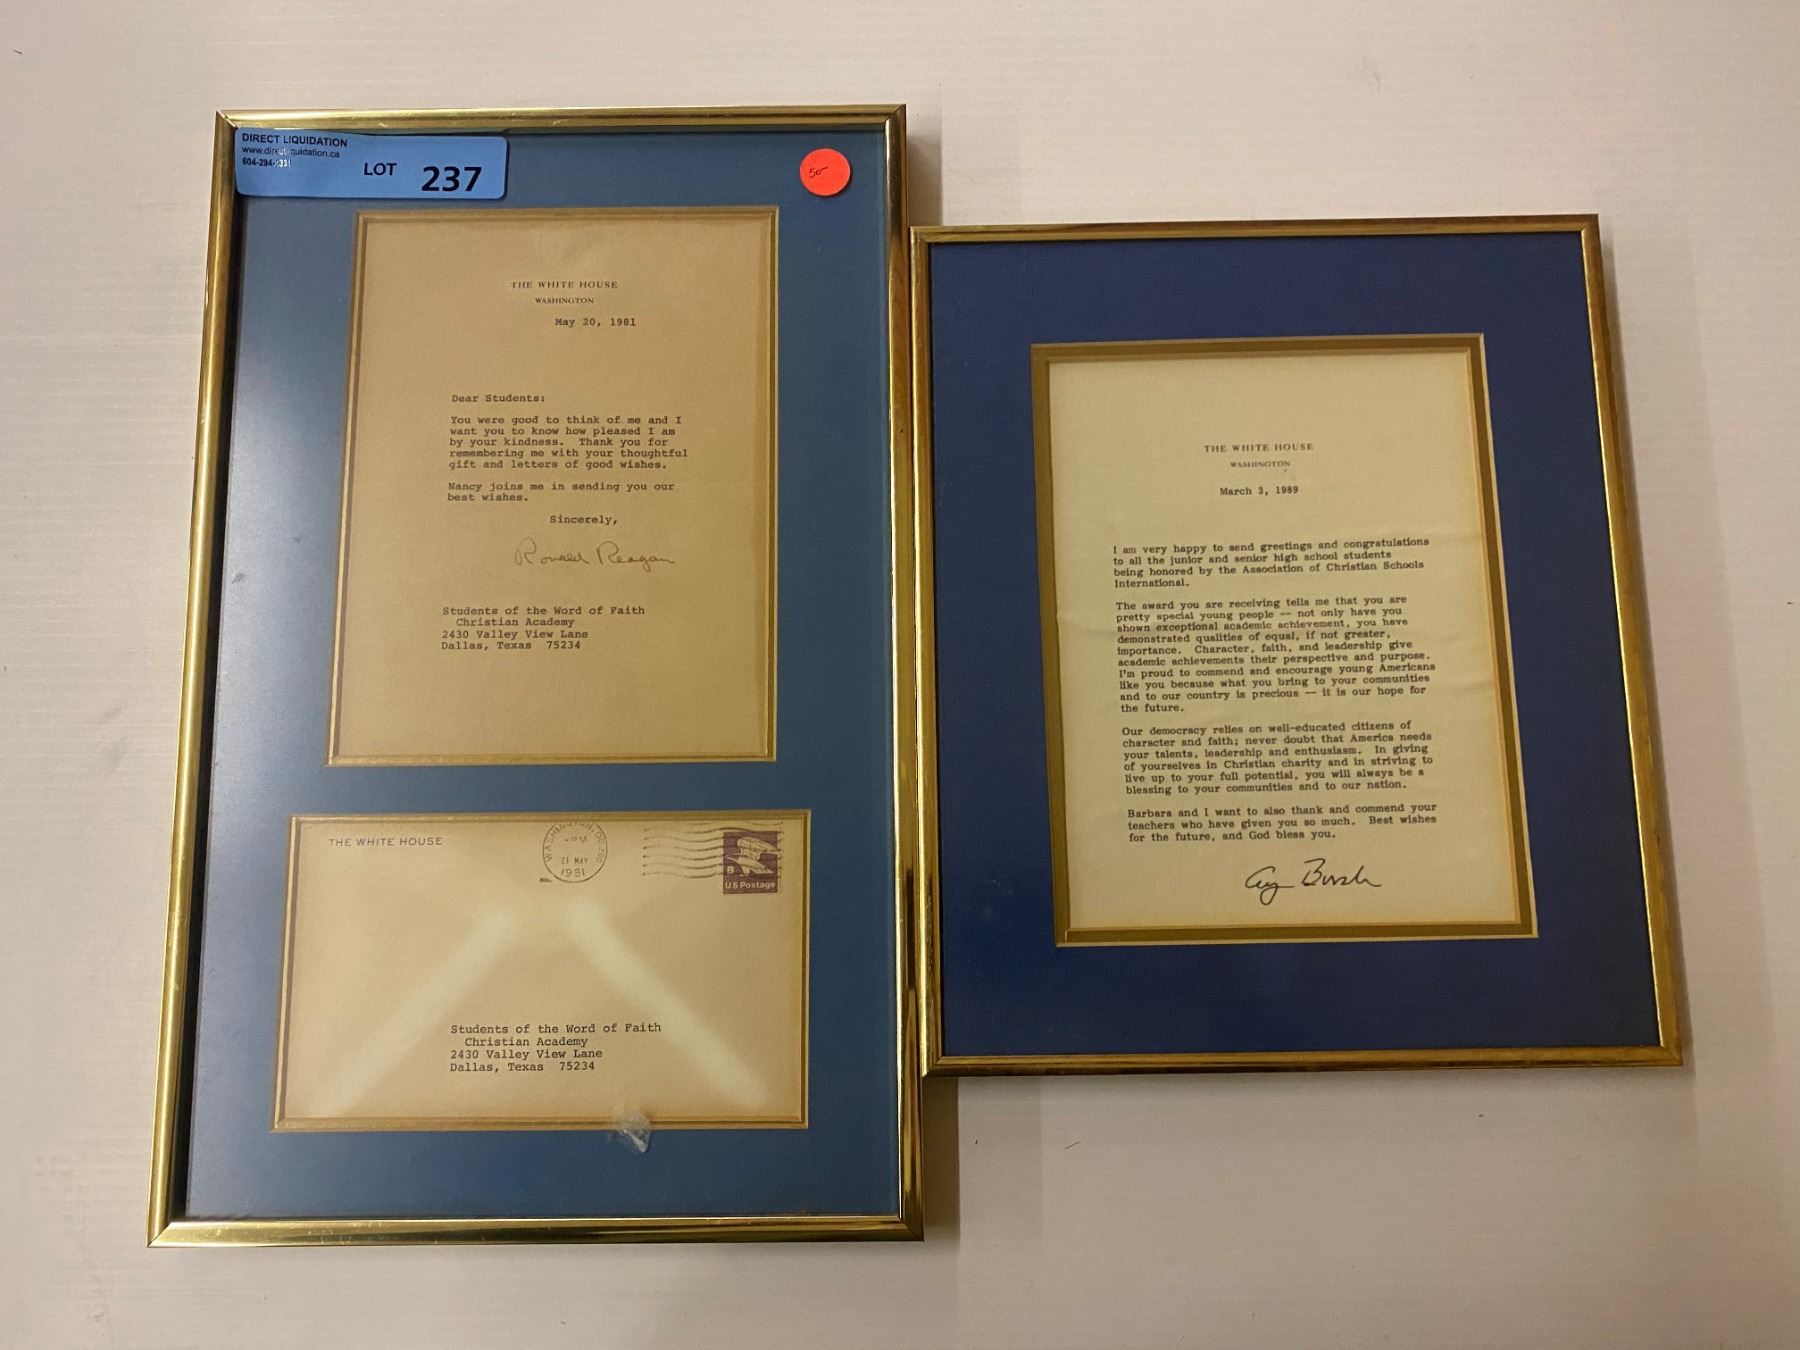 DIRECT LIQUIDATION
604-294-
LOT 237
50-
THE WHITE HOUSE
WASHINGTON
May 20, 1981
Dear Students:
You were good to think of me and I
want you to know how pleased I am
by your kindness. Thank you for
remembering me with your thoughtful
gift and letters of good wishes.
Nancy joins me in sending you our
best wishes.
Sincerely,
Ronald Reagan
Students of the Word of Faith
Christian Academy
2430 Valley View Lane
Dallas, Texas 75234
THE WHITE HOUSE
WASHINGTON, DC
PM
21 MAY
1981
B
US Postage
Students of the Word of Faith
Christian Academy
2430 Valley View Lane
Dallas, Texas 75234
THE WHITE HOUSE
WASHINGTON
March 3, 1989
I am very happy to send greetings and congratulations
to all the junior and senior high school students
being honored by the Association of Christian Schools
International.
The award you are receiving tells me that you are
pretty special young people -- not only have you
shown exceptional academic achievement, you have
demonstrated qualities of equal, if not greater,
importance. Character, faith, and leadership give
academic achievements their perspective and purpose.
I'm proud to commend and encourage young Americans
like you because what you bring to your communities
and to our country is precious -- it is our hope for
the future.
Our democracy relies on well-educated citizens of
character and faith; never doubt that America needs
your talents, leadership and enthusiasm. In giving
of yourselves in Christian charity and in striving to
live up to your full potential, you will always be a
blessing to your communities and to our nation.
Barbara and I want to also thank and commend your
teachers who have given you so much. Best wishes
for the future, and God bless you.
Bush